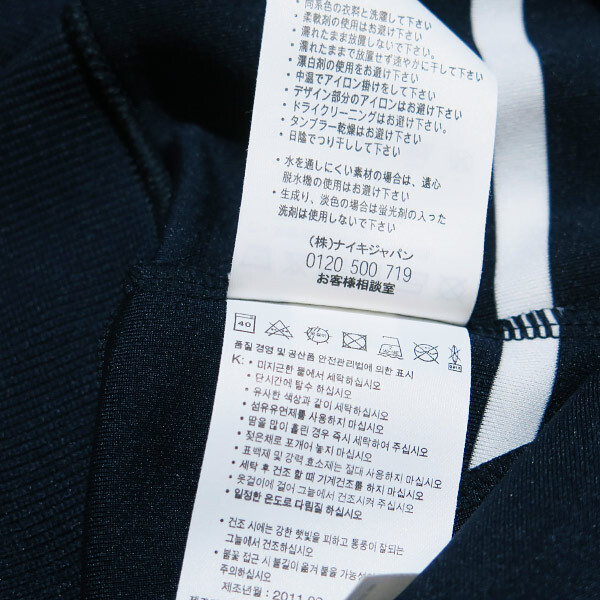 ・同系色の衣料と洗濯して下さい
・柔軟剤の使用はお避け下さい
・濡れたまま放置しないで下さい。
・濡れたままで放置せず速やかに干して下さい
・漂白剤の使用をお避け下さい
・中温でアイロン掛けをして下さい
・デザイン部分のアイロンはお避け下さい
・ドライクリーニングはお避け下さい。
・タンブラー乾燥はお避け下さい
・日陰でつり干しして下さい
・水を通しにくい素材の場合は、遠心
脱水機の使用はお避け下さい
・生成り、淡色の場合は蛍光剤の入った
洗剤は使用しないで下さい
(株)ナイキジャパン
0120 500 719
お客様相談室
40
품질 경영 및 공산품 안전관리법에 의한 표시
K: • 미지근한 물에서 세탁하십시오
• 단시간에 탈수 하십시오
• 유사한 색상과 같이 세탁하십시오
• 섬유유연제를 사용하지 마십시오
• 땀을 많이 흘린 경우 즉시 세탁하여 주십시오
• 젖은채로 포개어 놓지 마십시오
• 표백제 및 강력 효소제는 절대 사용하지 마십시오
• 세탁 후 건조 할 때 기계건조를 하지 마십시오
• 옷걸이에 걸어 그늘에서 건조시켜 주십시오
• 일정한 온도로 다림질 하십시오
• 건조 시에는 강한 햇빛을 피하고 통풍이 잘되는
그늘에서 건조하십시오
• 불꽃 접근 시 불길이 옮겨 붙을 가능성
주의하십시오
제조년월 : 2011